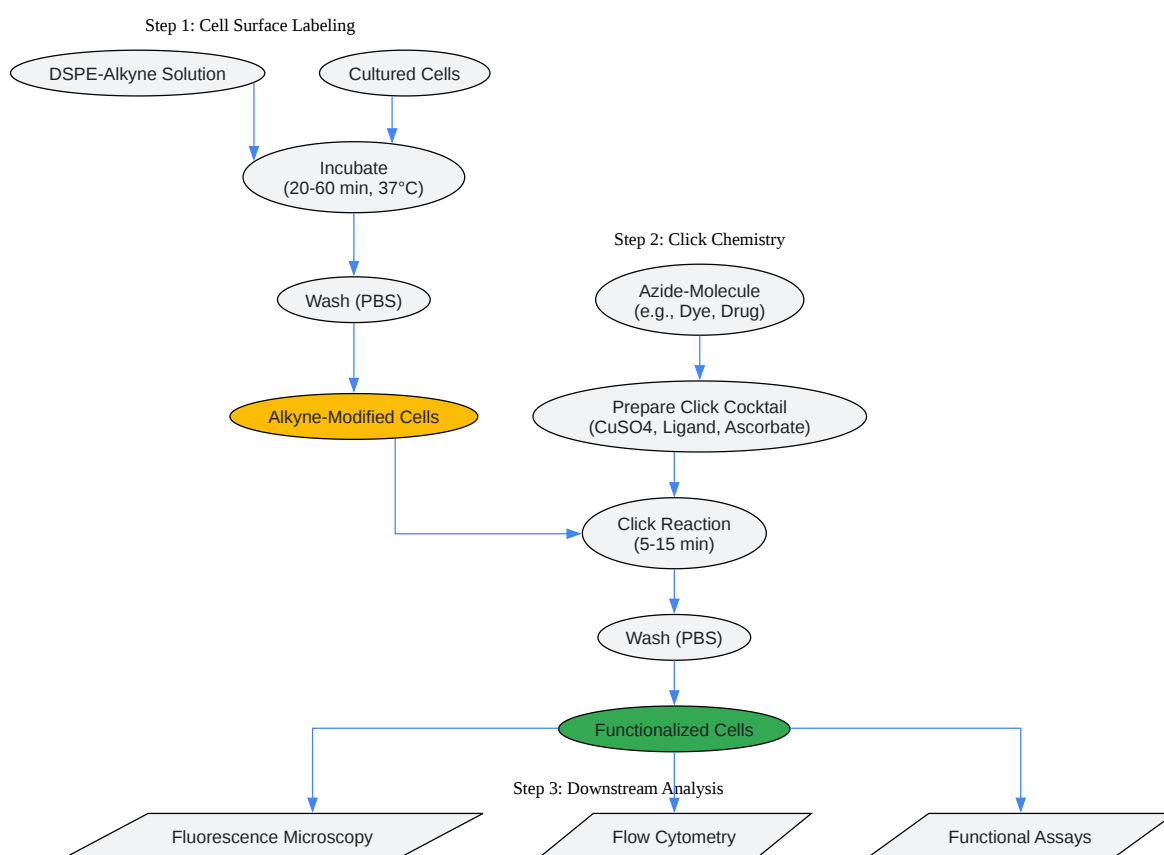 Step 1: Cell Surface Labeling
DSPE-Alkyne Solution
Cultured Cells
Incubate
(20-60 min, 37°C)
Wash (PBS)
Alkyne-Modified Cells
Step 2: Click Chemistry
Azide-Molecule
(e.g., Dye, Drug)
Prepare Click Cocktail
(CuSO4, Ligand, Ascorbate)
Click Reaction
(5-15 min)
Wash (PBS)
Functionalized Cells
Step 3: Downstream Analysis
Fluorescence Microscopy
Flow Cytometry
Functional Assays